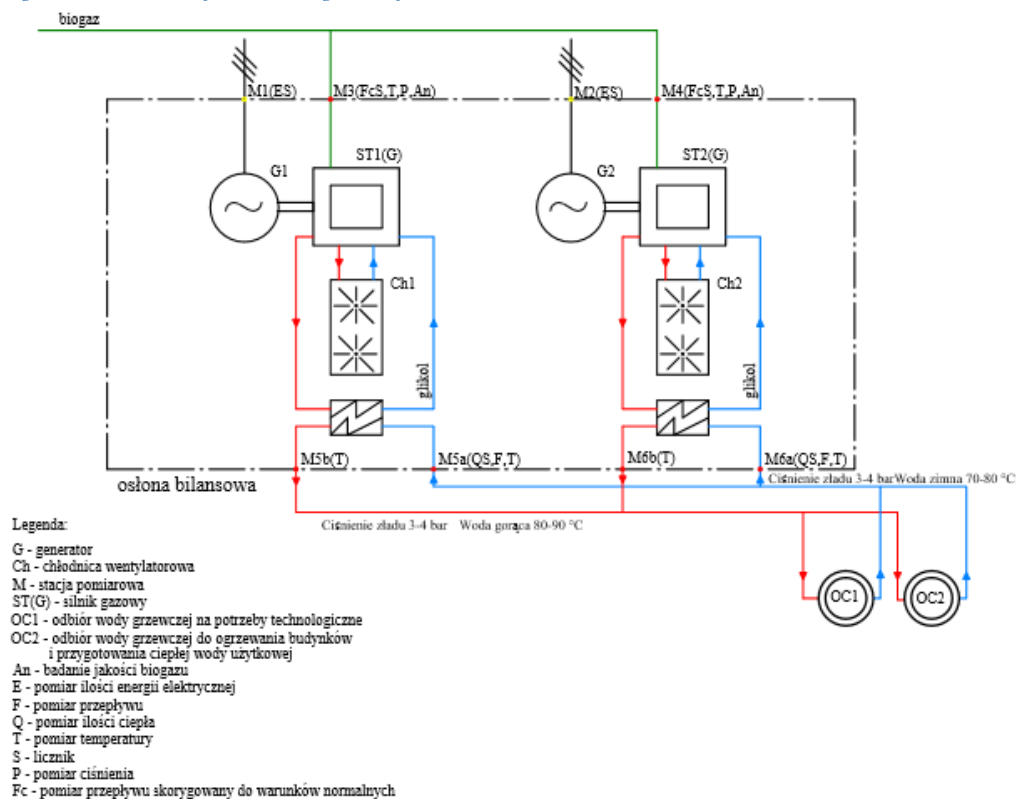 biogaz
M1(ES)
M3(FcS,T,P,An)
M2(ES)
M4(FcS,T,P,An)
ST1(G)
ST2(G)
G1
G2
Ch1
Ch2
glikol
glikol
M5b(T)
M5a(QS,F,T)
M6b(T)
M6a(QS,F,T)
osłona bilansowa
Ciśnienie zładu 3-4 bar Woda zimna 70-80 °C
Ciśnienie zładu 3-4 bar Woda gorąca 80-90 °C
OC1
OC2
Legenda:
G - generator
Ch - chłodnica wentylatorowa
M - stacja pomiarowa
ST(G) - silnik gazowy
OC1 - odbiór wody grzewczej na potrzeby technologiczne
OC2 - odbiór wody grzewczej do ogrzewania budynków
i przygotowania ciepłej wody użytkowej
An - badanie jakości biogazu
E - pomiar ilości energii elektrycznej
F - pomiar przepływu
Q - pomiar ilości ciepła
T - pomiar temperatury
S - licznik
P - pomiar ciśnienia
Fc - pomiar przepływu skorygowany do warunków normalnych